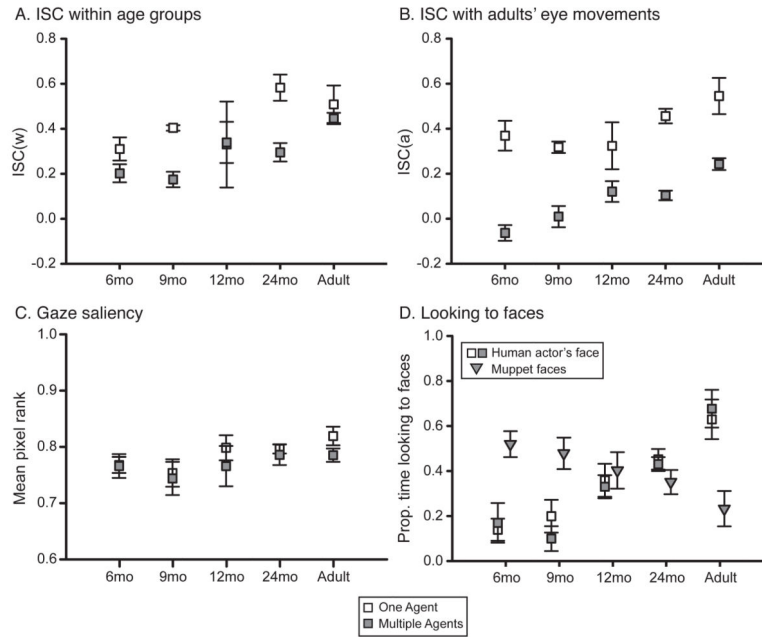 A. ISC within age groups
ISC(w)
0.8
0.6
0.4
0.2
0.0
-0.2
6mo 9mo 12mo 24mo Adult
B. ISC with adults' eye movements
ISC(a)
0.8
0.6
0.4
0.2
0.0
-0.2
6mo 9mo 12mo 24mo Adult
C. Gaze saliency
Mean pixel rank
1.0
0.9
0.8
0.7
0.6
6mo 9mo 12mo 24mo Adult
D. Looking to faces
Prop. time looking to faces
1.0
0.8
0.6
0.4
0.2
0.0
Human actor's face
Muppet faces
6mo 9mo 12mo 24mo Adult
One Agent
Multiple Agents